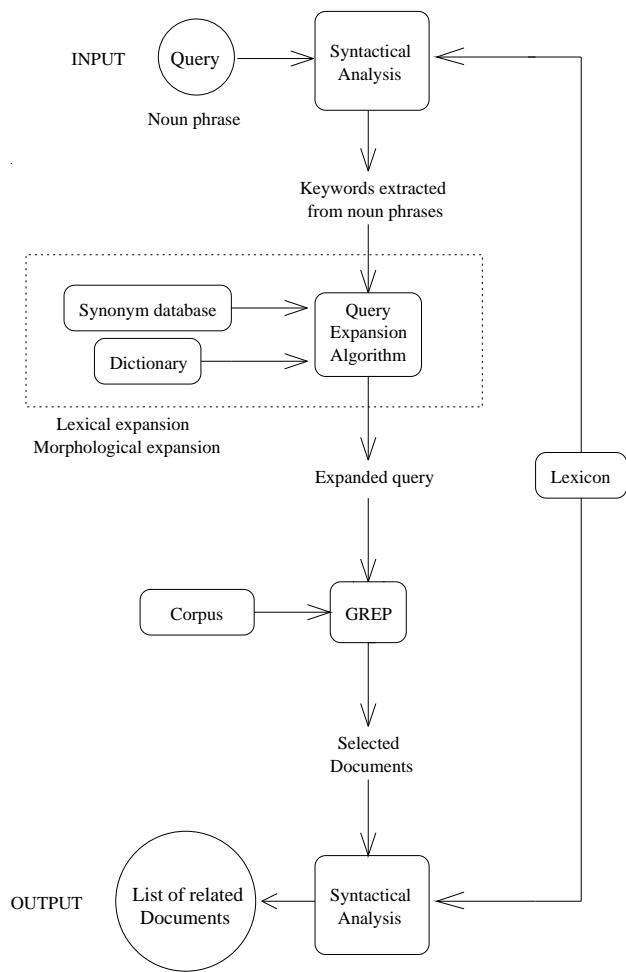 INPUT
Query
Syntactical
Analysis
Noun phrase
Keywords extracted
from noun phrases
Synonym database
Query
Expansion
Algorithm
Dictionary
Lexical expansion
Morphological expansion
Expanded query
Lexicon
Corpus
GREP
Selected
Documents
OUTPUT
List of related
Documents
Syntactical
Analysis